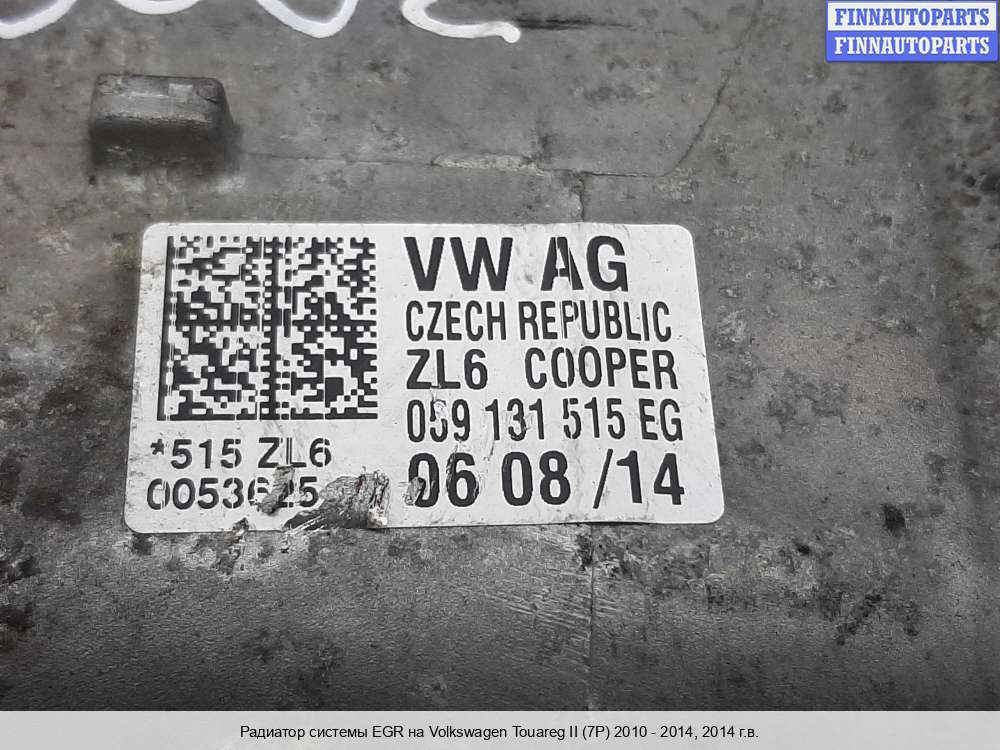 FINNAUTOPARTS
FINNAUTOPARTS
VW AG
CZECH REPUBLIC
ZL6 COOPER
059 131 515 EG
06 08 /14
*515 ZL6
0053625
Радиатор системы EGR на Volkswagen Touareg II (7P) 2010 - 2014, 2014 г.в.